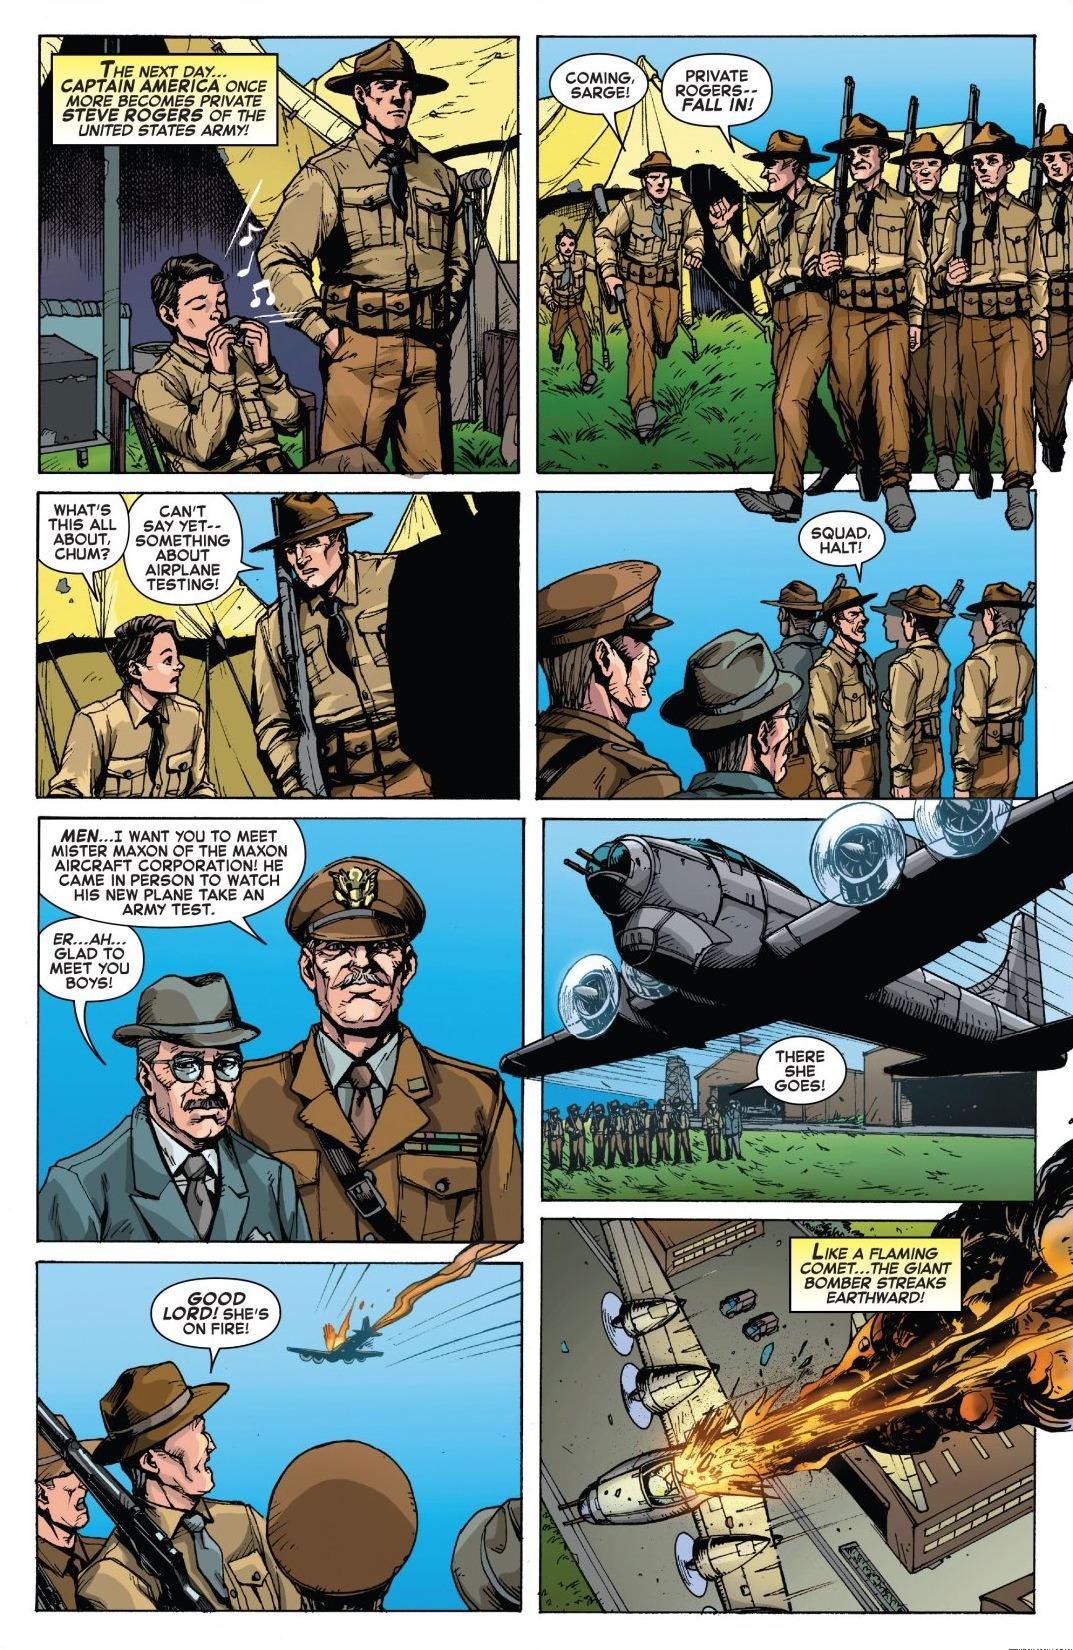 THE NEXT DAY...
CAPTAIN AMERICA ONCE
MORE BECOMES PRIVATE
STEVE ROGERS OF THE
UNITED STATES ARMY!
COMING,
SARGE!
PRIVATE
ROGERS--
FALL IN!
WHAT'S
THIS ALL
ABOUT,
CHUM?
CAN'T
SAY YET--
SOMETHING
ABOUT
AIRPLANE
TESTING!
SQUAD,
HALT!
MEN...I WANT YOU TO MEET
MISTER MAXON OF THE MAXON
AIRCRAFT CORPORATION! HE
CAME IN PERSON TO WATCH
HIS NEW PLANE TAKE AN
ARMY TEST.
ER...AH...
GLAD TO
MEET YOU
BOYS!
THERE
SHE
GOES!
GOOD
LORD! SHE'S
ON FIRE!
LIKE A FLAMING
COMET...THE GIANT
BOMBER STREAKS
EARTHWARD!